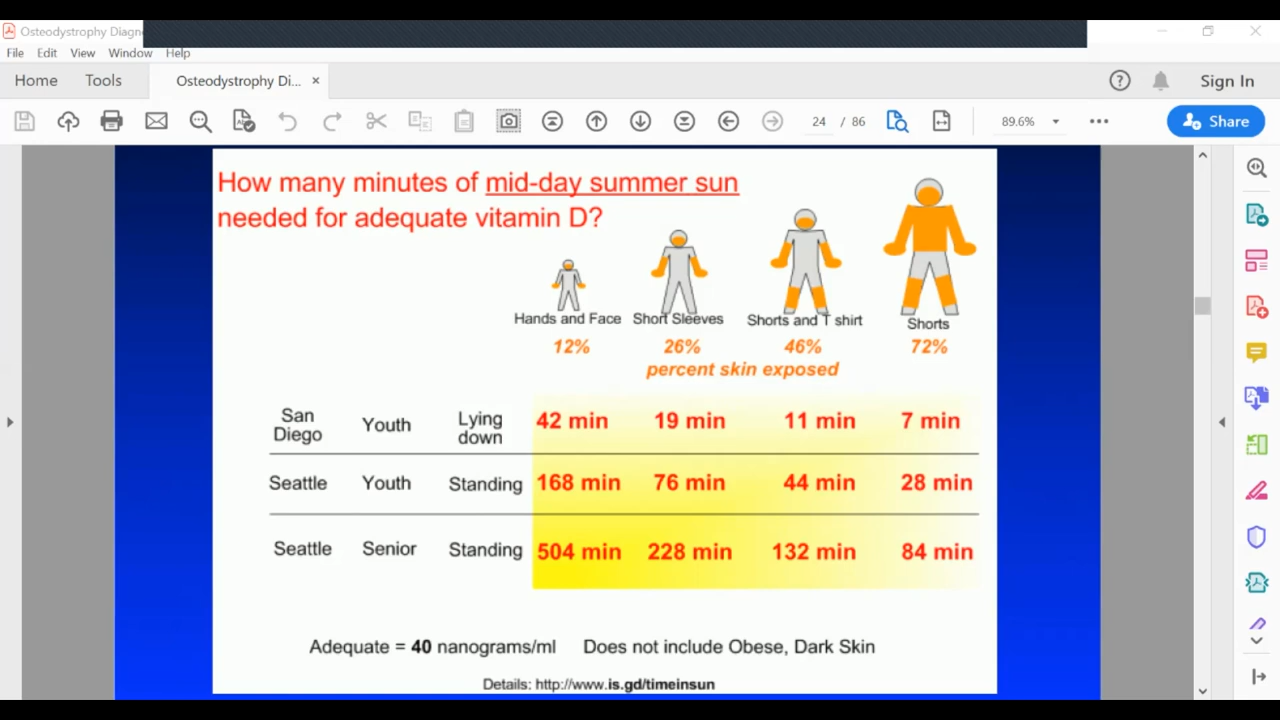 Osteodystrophy Diagn
File Edit View Window Help
Home Tools Osteodystrophy Di... × Sign In
24 / 86 89.6% Share
How many minutes of mid-day summer sun
needed for adequate vitamin D?
Hands and Face Short Sleeves Shorts and T shirt Shorts
12% 26% 46% 72%
percent skin exposed
San Diego Youth Lying down 42 min 19 min 11 min 7 min
Seattle Youth Standing 168 min 76 min 44 min 28 min
Seattle Senior Standing 504 min 228 min 132 min 84 min
Adequate = 40 nanograms/ml Does not include Obese, Dark Skin
Details: http://www.is.gd/timeinsun